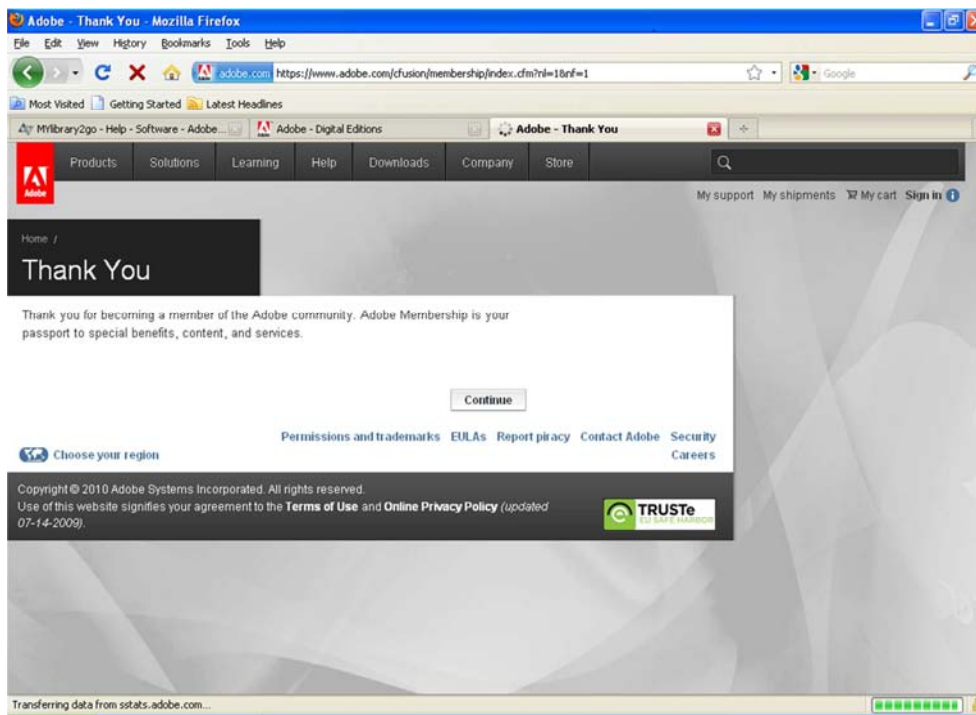 Adobe - Thank You - Mozilla Firefox
File Edit View History Bookmarks Tools Help
adobe.com https://www.adobe.com/cfusion/membership/index.cfm?nl=1&nf=1 Google
Most Visited Getting Started Latest Headlines
MYlibrary2go - Help - Software - Adobe... Adobe - Digital Editions Adobe - Thank You
Products Solutions Learning Help Downloads Company Store
Adobe
My support My shipments My cart Sign in
Home /
Thank You
Thank you for becoming a member of the Adobe community. Adobe Membership is your
passport to special benefits, content, and services.
Continue
Permissions and trademarks EULAs Report piracy Contact Adobe Security
Choose your region Careers
Copyright © 2010 Adobe Systems Incorporated. All rights reserved.
Use of this website signifies your agreement to the Terms of Use and Online Privacy Policy (updated
07-14-2009).
TRUSTe
EU SAFE HARBOR
Transferring data from sstats.adobe.com...